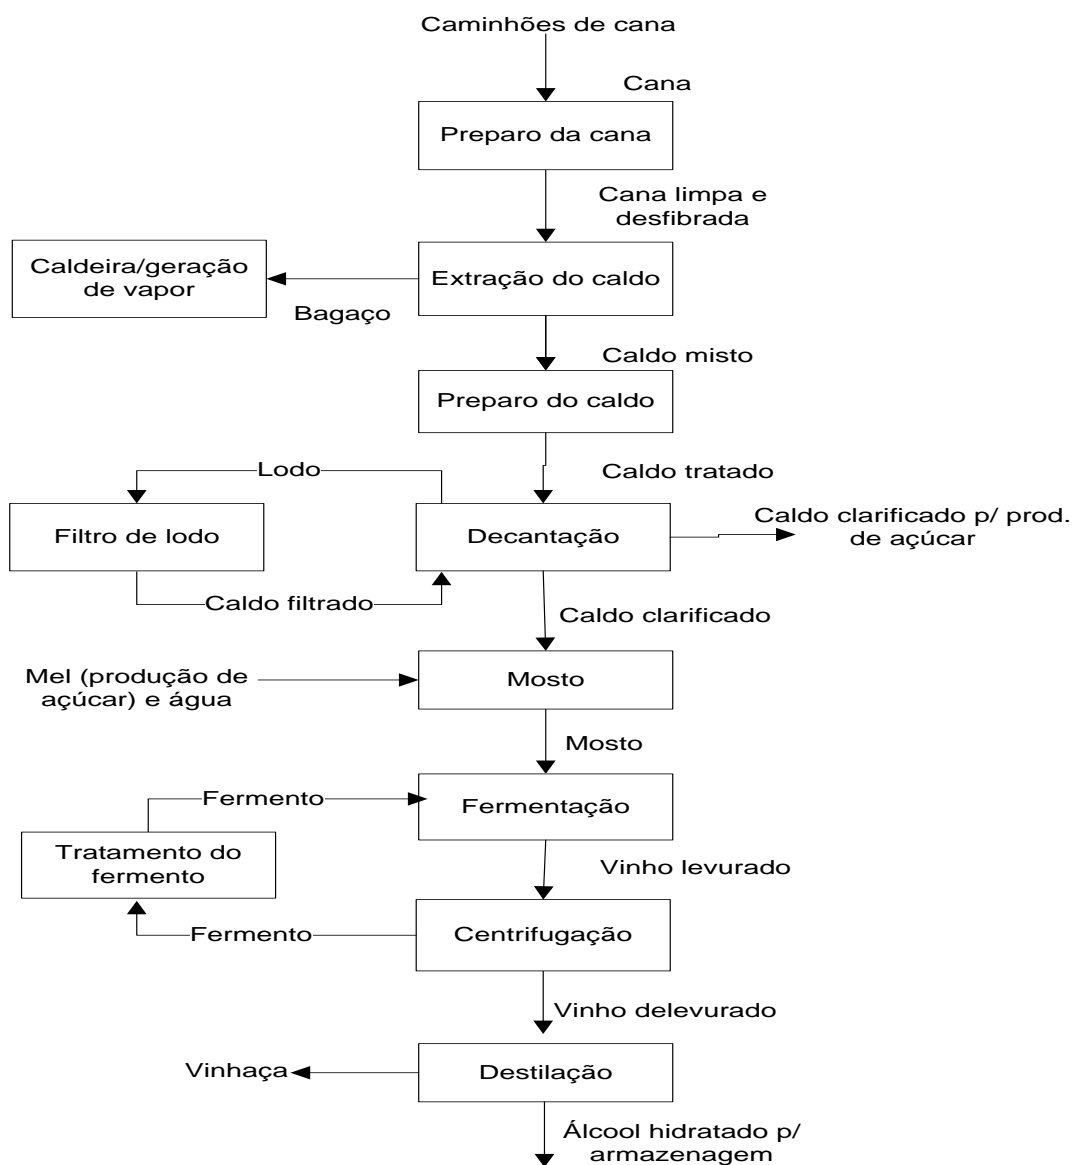 Caminhões de cana
Cana
Preparo da cana
Cana limpa e
desfibrada
Caldeira/geração
de vapor
Extração do caldo
Bagaço
Caldo misto
Preparo do caldo
Lodo
Caldo tratado
Filtro de lodo
Decantação
Caldo clarificado p/ prod.
de açúcar
Caldo filtrado
Caldo clarificado
Mel (produção de
açúcar) e água
Mosto
Mosto
Fermento
Fermentação
Tratamento do
fermento
Vinho levurado
Fermento
Centrifugação
Vinho delevurado
Vinhaça
Destilação
Álcool hidratado p/
armazenagem